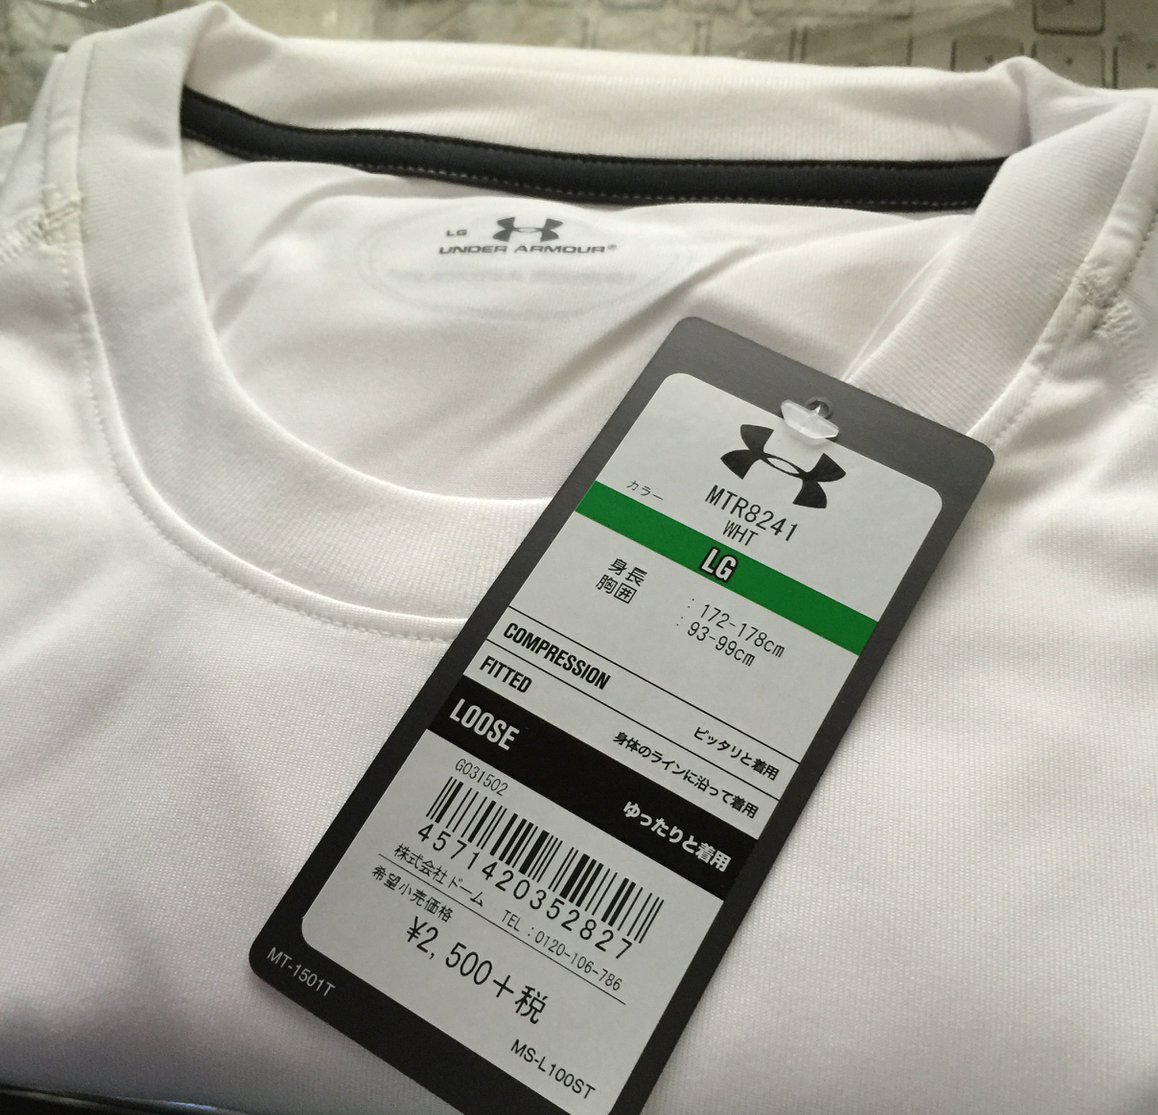 LG
UNDER ARMOUR®
MTR8241
カラー
WHT
LG
身長 : 172-178cm
胸囲 : 93-99cm
COMPRESSION ピッタリと着用
FITTED 身体のラインに沿って着用
LOOSE ゆったりと着用
G031502
4571420352827
株式会社ドーム TEL:0120-106-786
希望小売価格
¥2,500+税
MT-1501T
MS-L100ST